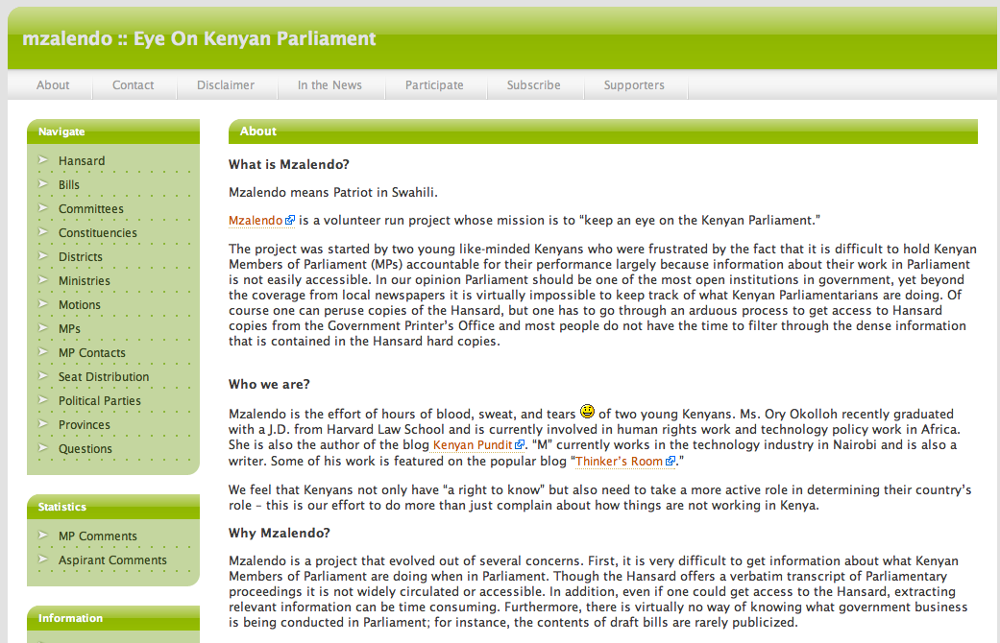 mzalendo :: Eye On Kenyan Parliament
About
Contact
Disclaimer
In the News
Participate
Subscribe
Supporters
Navigate
Hansard
Bills
Committees
Constituencies
Districts
Ministries
Motions
MPs
MP Contacts
Seat Distribution
Political Parties
Provinces
Questions
Statistics
MP Comments
Aspirant Comments
Information
About
What is Mzalendo?
Mzalendo means Patriot in Swahili.
Mzalendo is a volunteer run project whose mission is to “keep an eye on the Kenyan Parliament.”
The project was started by two young like-minded Kenyans who were frustrated by the fact that it is difficult to hold Kenyan
Members of Parliament (MPs) accountable for their performance largely because information about their work in Parliament
is not easily accessible. In our opinion Parliament should be one of the most open institutions in government, yet beyond
the coverage from local newspapers it is virtually impossible to keep track of what Kenyan Parliamentarians are doing. Of
course one can peruse copies of the Hansard, but one has to go through an arduous process to get access to Hansard
copies from the Government Printer’s Office and most people do not have the time to filter through the dense information
that is contained in the Hansard hard copies.
Who we are?
Mzalendo is the effort of hours of blood, sweat, and tears of two young Kenyans. Ms. Ory Okolloh recently graduated
with a J.D. from Harvard Law School and is currently involved in human rights work and technology policy work in Africa.
She is also the author of the blog Kenyan Pundit. “M” currently works in the technology industry in Nairobi and is also a
writer. Some of his work is featured on the popular blog “Thinker’s Room.”
We feel that Kenyans not only have “a right to know” but also need to take a more active role in determining their country’s
role – this is our effort to do more than just complain about how things are not working in Kenya.
Why Mzalendo?
Mzalendo is a project that evolved out of several concerns. First, it is very difficult to get information about what Kenyan
Members of Parliament are doing when in Parliament. Though the Hansard offers a verbatim transcript of Parliamentary
proceedings it is not widely circulated or accessible. In addition, even if one could get access to the Hansard, extracting
relevant information can be time consuming. Furthermore, there is virtually no way of knowing what government business
is being conducted in Parliament; for instance, the contents of draft bills are rarely publicized.